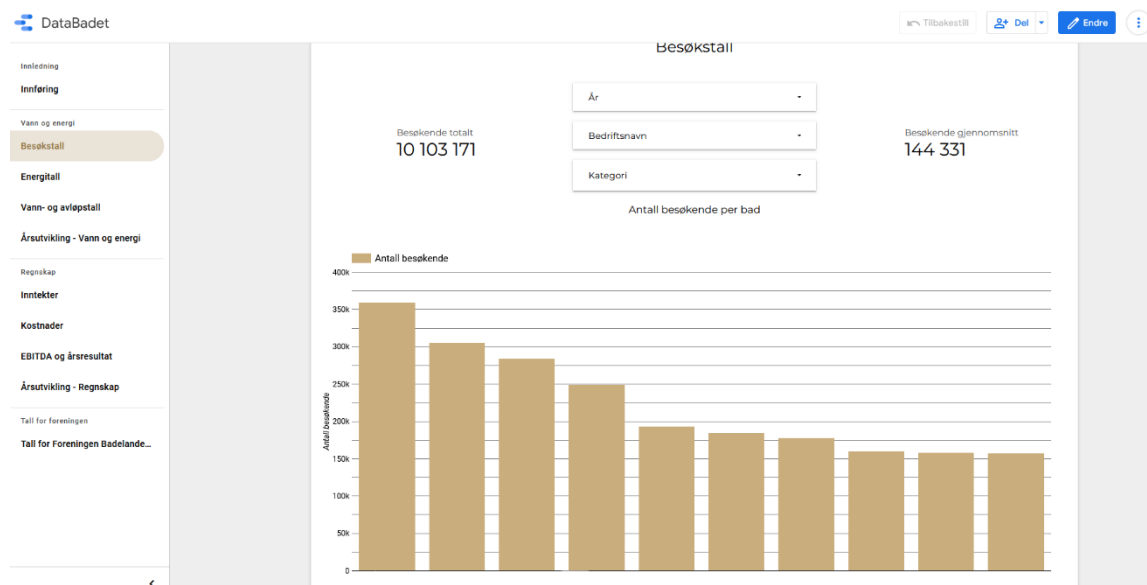 DataBadet
Tilbakestill
Del
Endre
Innledning
Innføring
Vann og energi
Besøkstall
Energitall
Vann- og avløpstall
Årsutvikling - Vann og energi
Regnskap
Inntekter
Kostnader
EBITDA og årsresultat
Årsutvikling - Regnskap
Tall for foreningen
Tall for Foreningen Badelande...
Besøkstall
År
Bedriftsnavn
Kategori
Besøkende totalt
10 103 171
Besøkende gjennomsnitt
144 331
Antall besøkende per bad
Antall besøkende
400k
350k
300k
250k
200k
150k
100k
50k
0
Antall besøkende